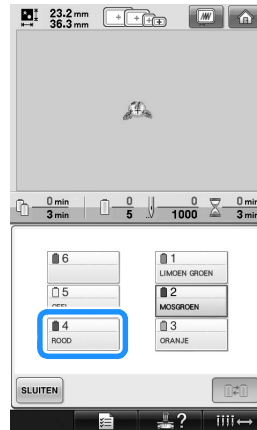 23.2 mm
36.3 mm
0 min
3 min
0
5
0
1000
0 min
3 min
6
1
LIMOEN GROEN
5
GEEL
2
MOSGROEN
4
ROOD
3
ORANJE
SLUITEN
?